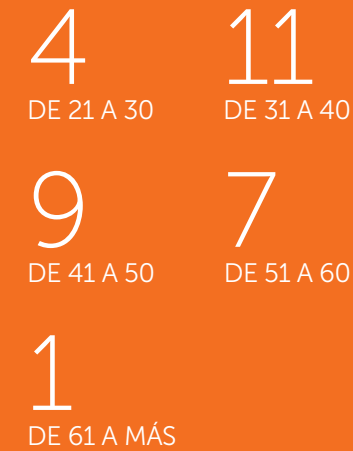 4
DE 21 A 30
11
DE 31 A 40
9
DE 41 A 50
7
DE 51 A 60
1
DE 61 A MÁS